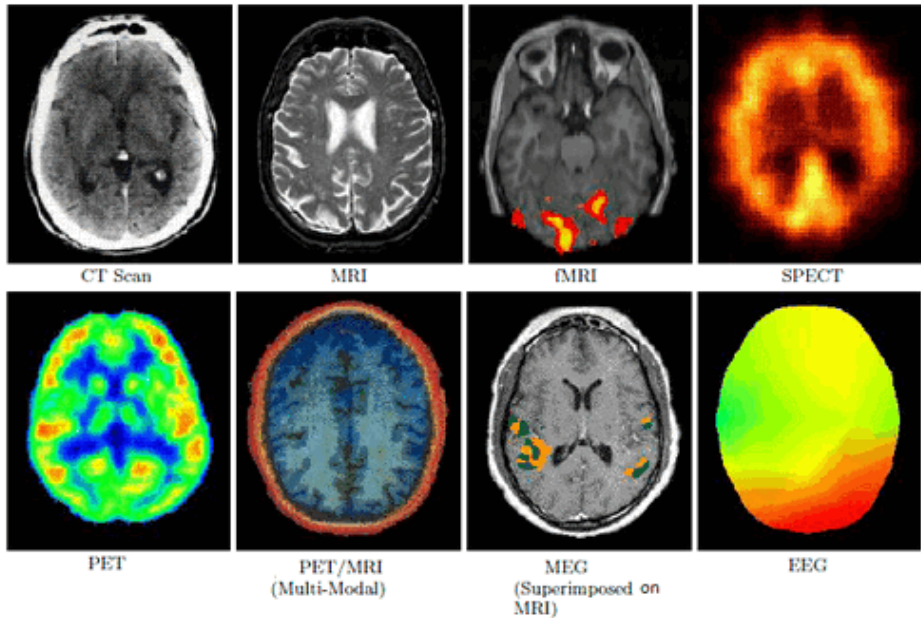 CT Scan
MRI
fMRI
SPECT
PET
PET/MRI
(Multi-Modal)
MEG
(Superimposed on
MRI)
EEG